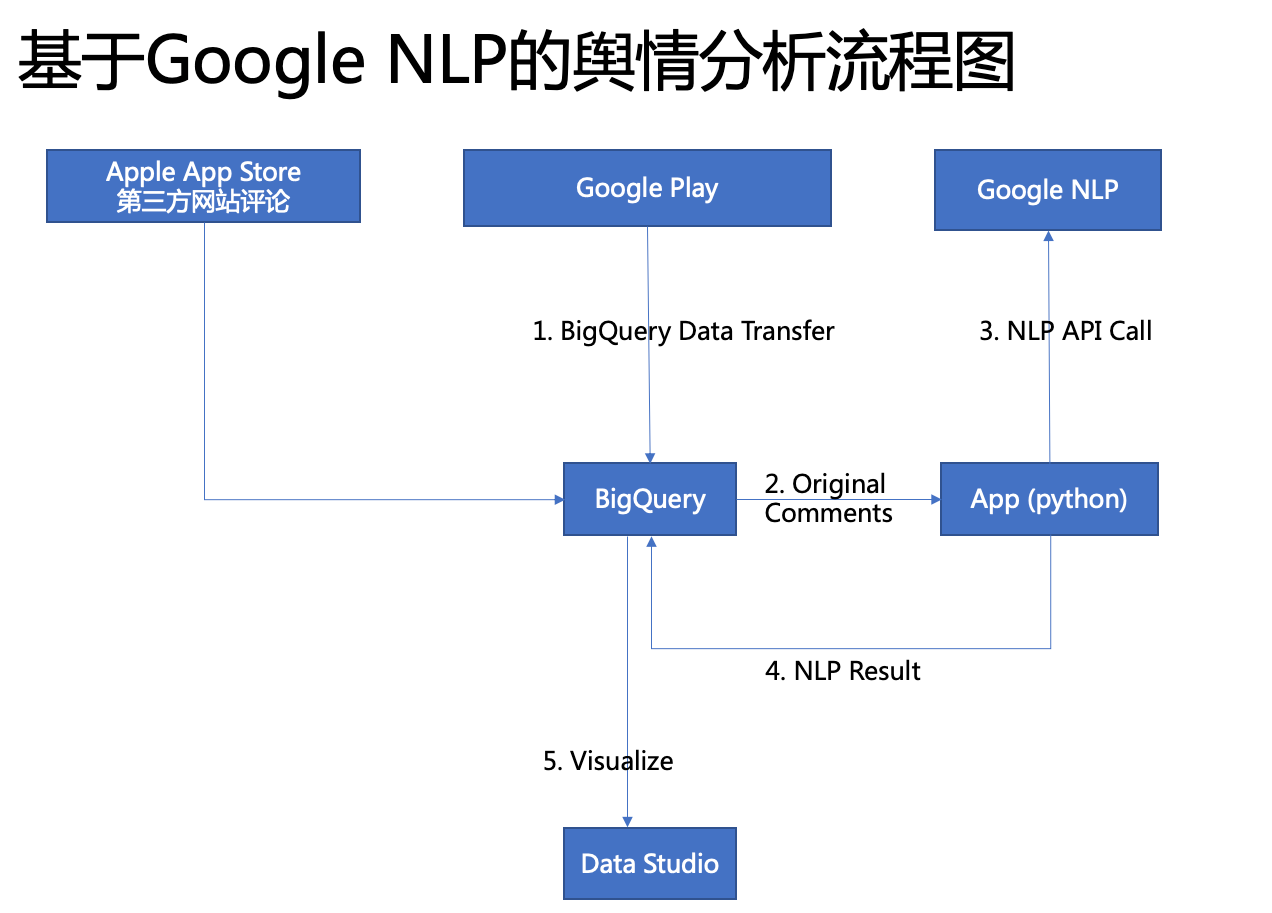 基于Google NLP的舆情分析流程图
Apple App Store
第三方网站评论
Google Play
Google NLP
1. BigQuery Data Transfer
3. NLP API Call
BigQuery
2. Original
Comments
App (python)
4. NLP Result
5. Visualize
Data Studio